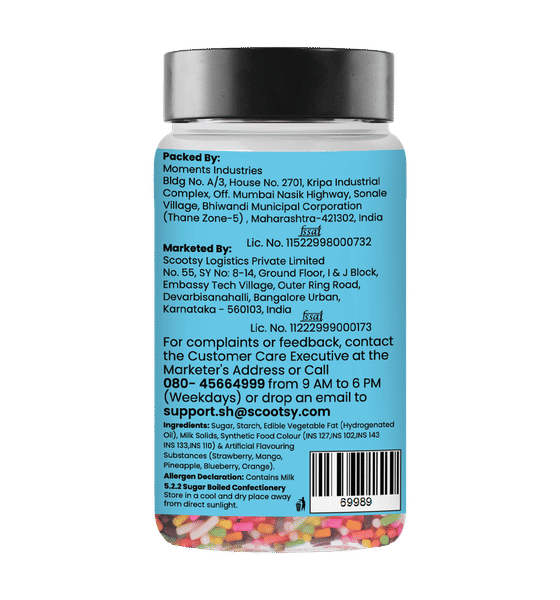 Packed By:
Moments Industries
Bldg No. A/3, House No. 2701, Kripa Industrial
Complex, Off. Mumbai Nasik Highway, Sonale
Village, Bhiwandi Municipal Corporation
(Thane Zone-5) , Maharashtra-421302, India
fssai
Lic. No. 11522998000732
Marketed By:
Scootsy Logistics Private Limited
No. 55, SY No: 8-14, Ground Floor, I & J Block,
Embassy Tech Village, Outer Ring Road,
Devarbisanahalli, Bangalore Urban,
Karnataka - 560103, India
fssai
Lic. No. 11222999000173
For complaints or feedback, contact
the Customer Care Executive at the
Marketer's Address or Call
080- 45664999 from 9 AM to 6 PM
(Weekdays) or drop an email to
support.sh@scootsy.com
Ingredients: Sugar, Starch, Edible Vegetable Fat (Hydrogenated
Oil), Milk Solids, Synthetic Food Colour (INS 127,INS 102,INS 143
INS 133,INS 110) & Artificial Flavouring
Substances (Strawberry, Mango,
Pineapple, Blueberry, Orange).
Allergen Declaration: Contains Milk
5.2.2 Sugar Boiled Confectionery
Store in a cool and dry place away
from direct sunlight.
69989